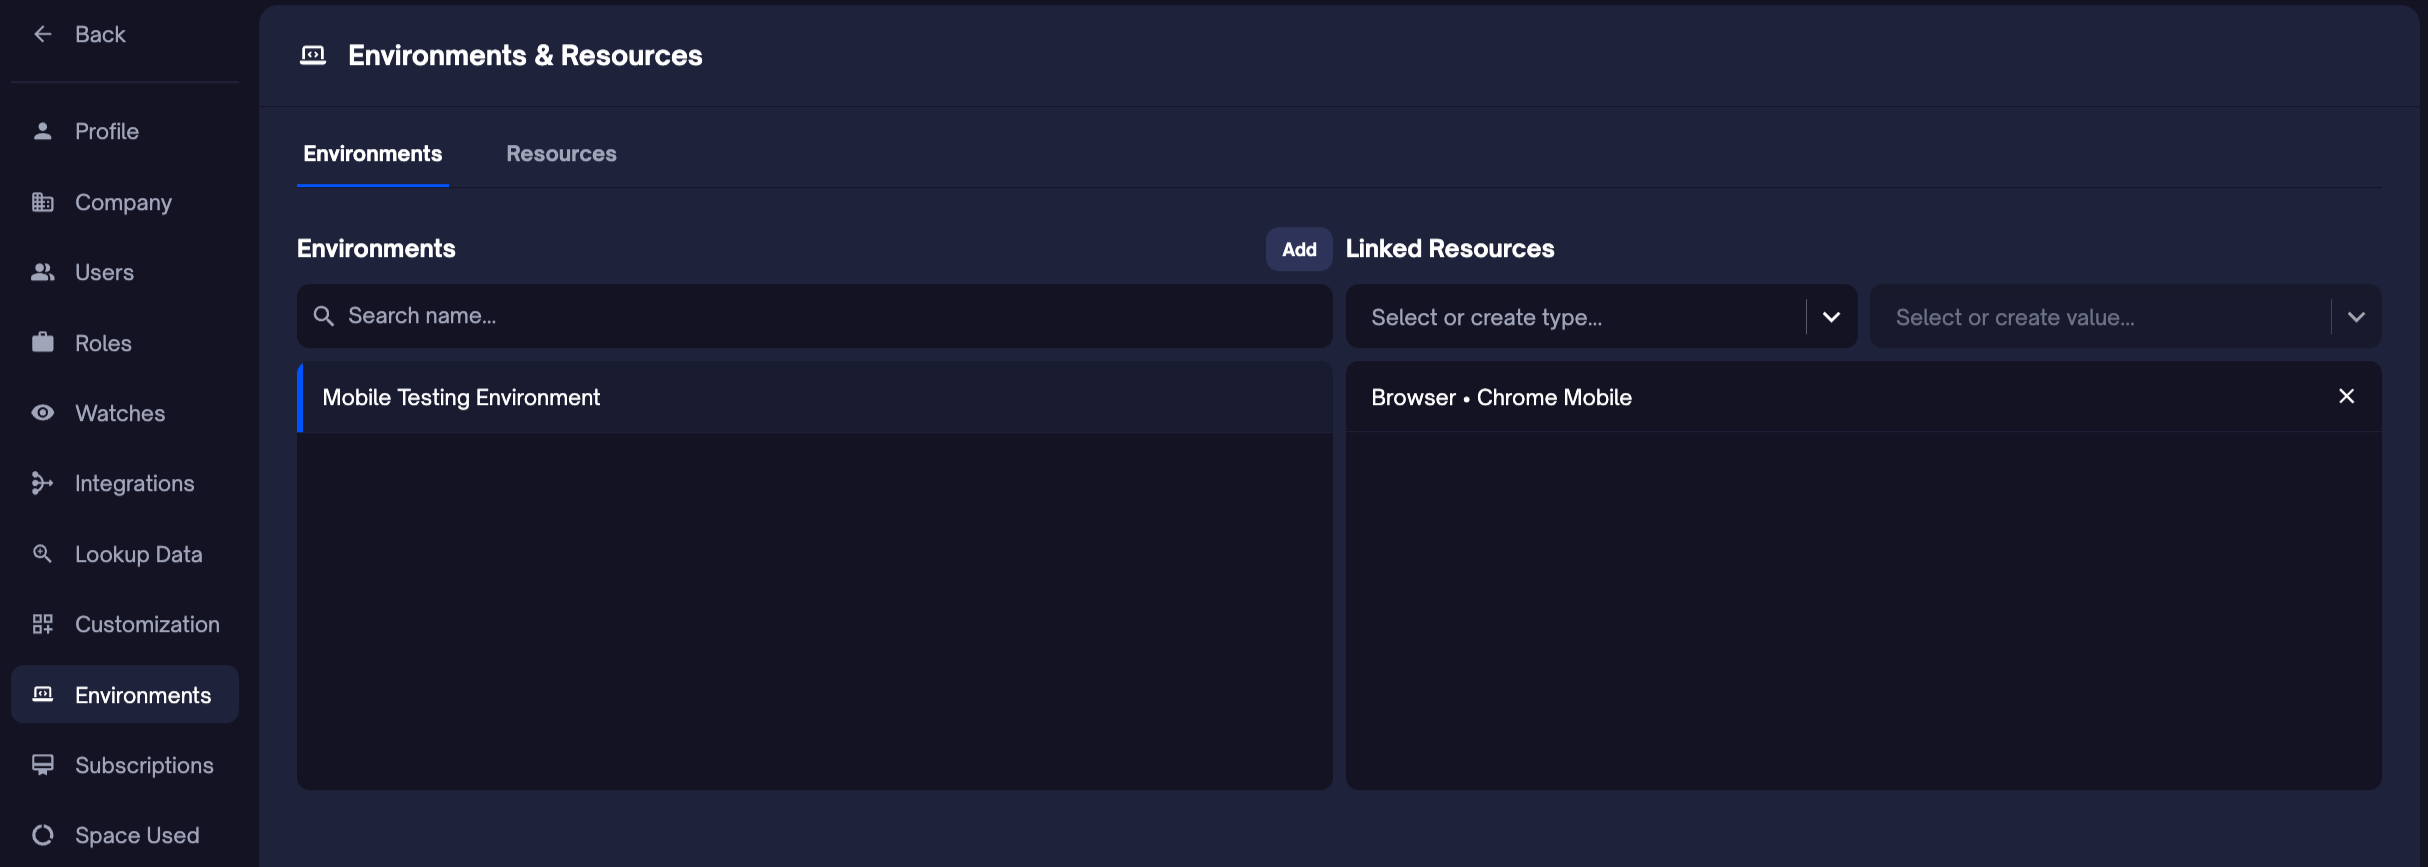 Back
Profile
Company
Users
Roles
Watches
Integrations
Lookup Data
Customization
Environments
Subscriptions
Space Used
Environments & Resources
Environments
Resources
Environments
Add
Search name...
Mobile Testing Environment
Linked Resources
Select or create type...
Select or create value...
Browser • Chrome Mobile